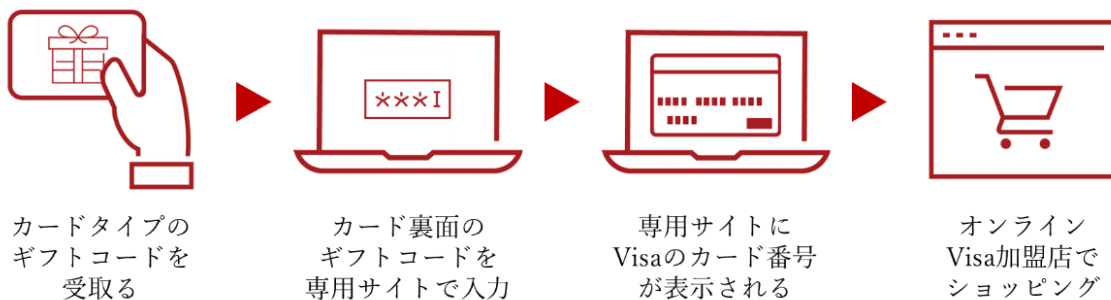 ***I
カードタイプの
ギフトコードを
受取る
カード裏面の
ギフトコードを
専用サイトで入力
専用サイトに
Visaのカード番号
が表示される
オンライン
Visa加盟店で
ショッピング